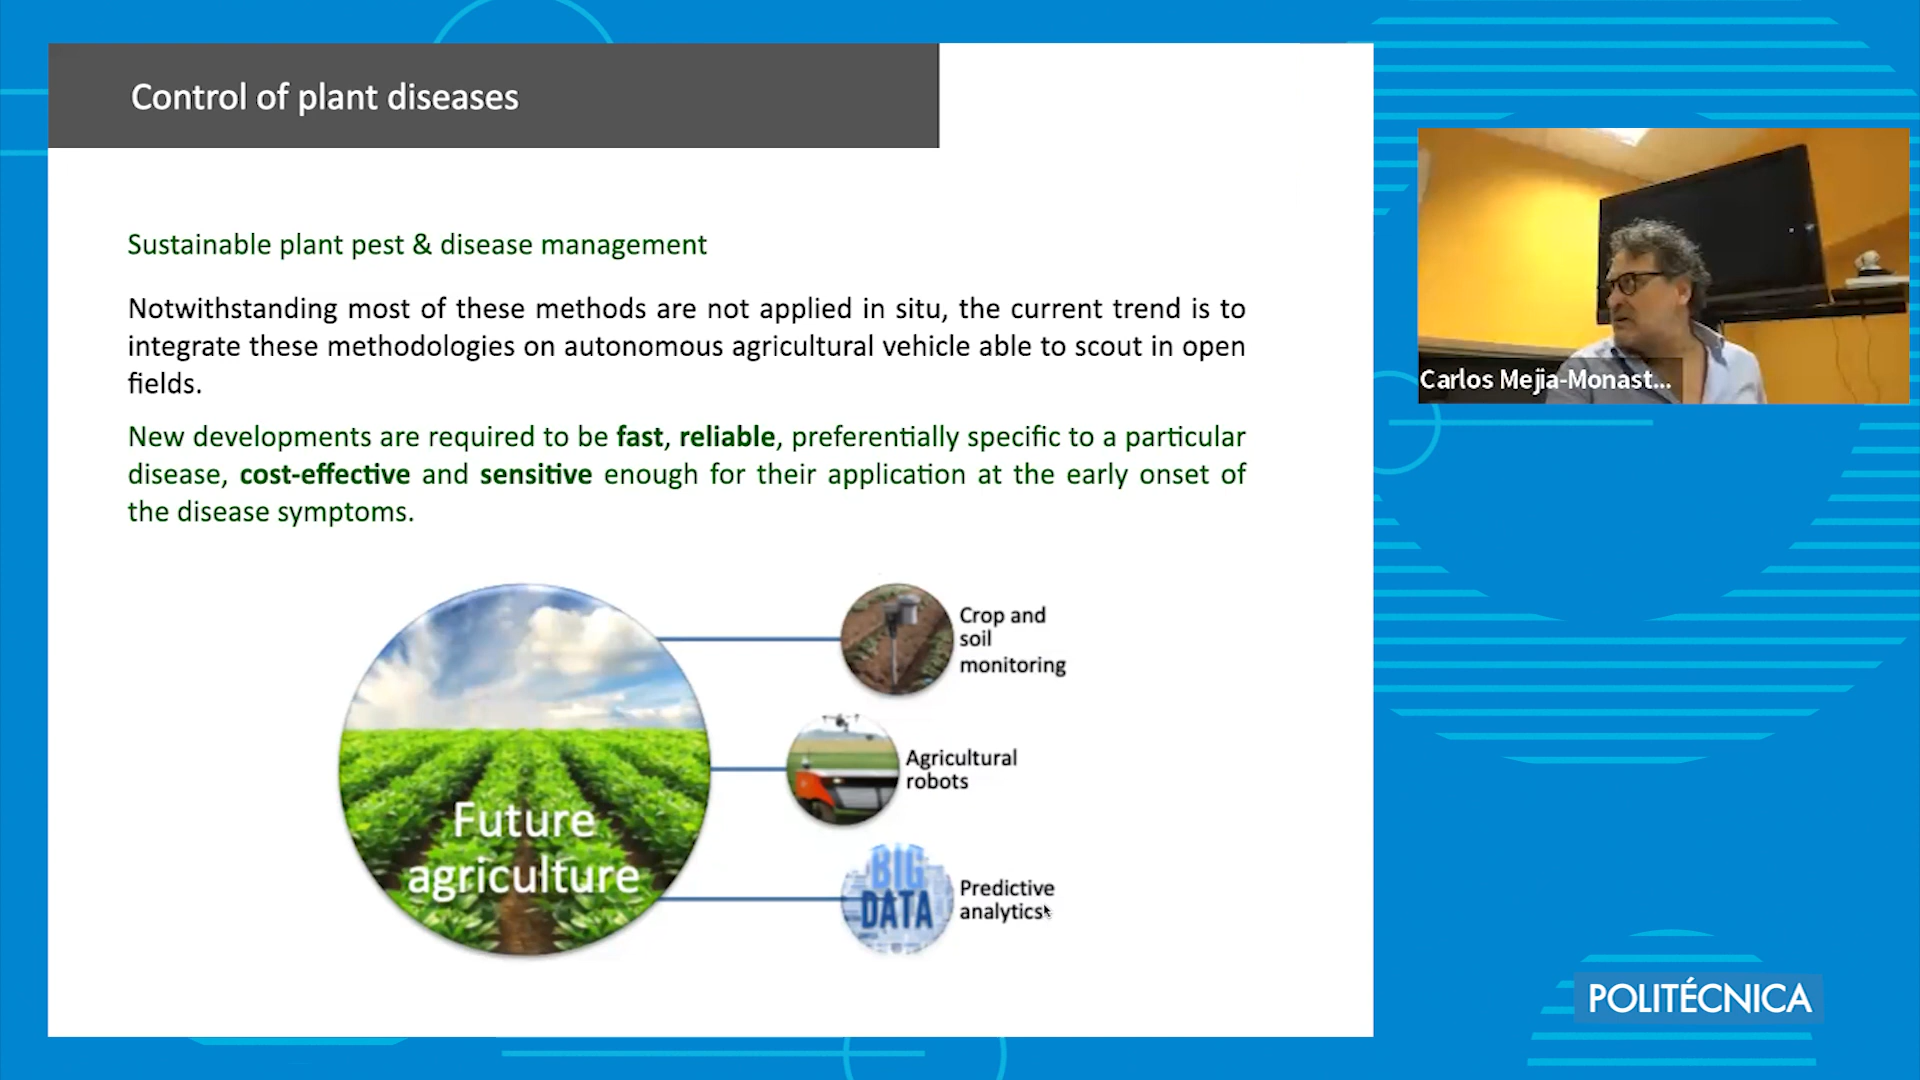 Control of plant diseases
Sustainable plant pest & disease management
Notwithstanding most of these methods are not applied in situ, the current trend is to
integrate these methodologies on autonomous agricultural vehicle able to scout in open
fields.
New developments are required to be fast, reliable, preferentially specific to a particular
disease, cost-effective and sensitive enough for their application at the early onset of
the disease symptoms.
Future
agriculture
Crop and
soil
monitoring
Agricultural
robots
BIG
DATA
Predictive
analytics
Carlos Mejia-Monast...
POLITÉCNICA